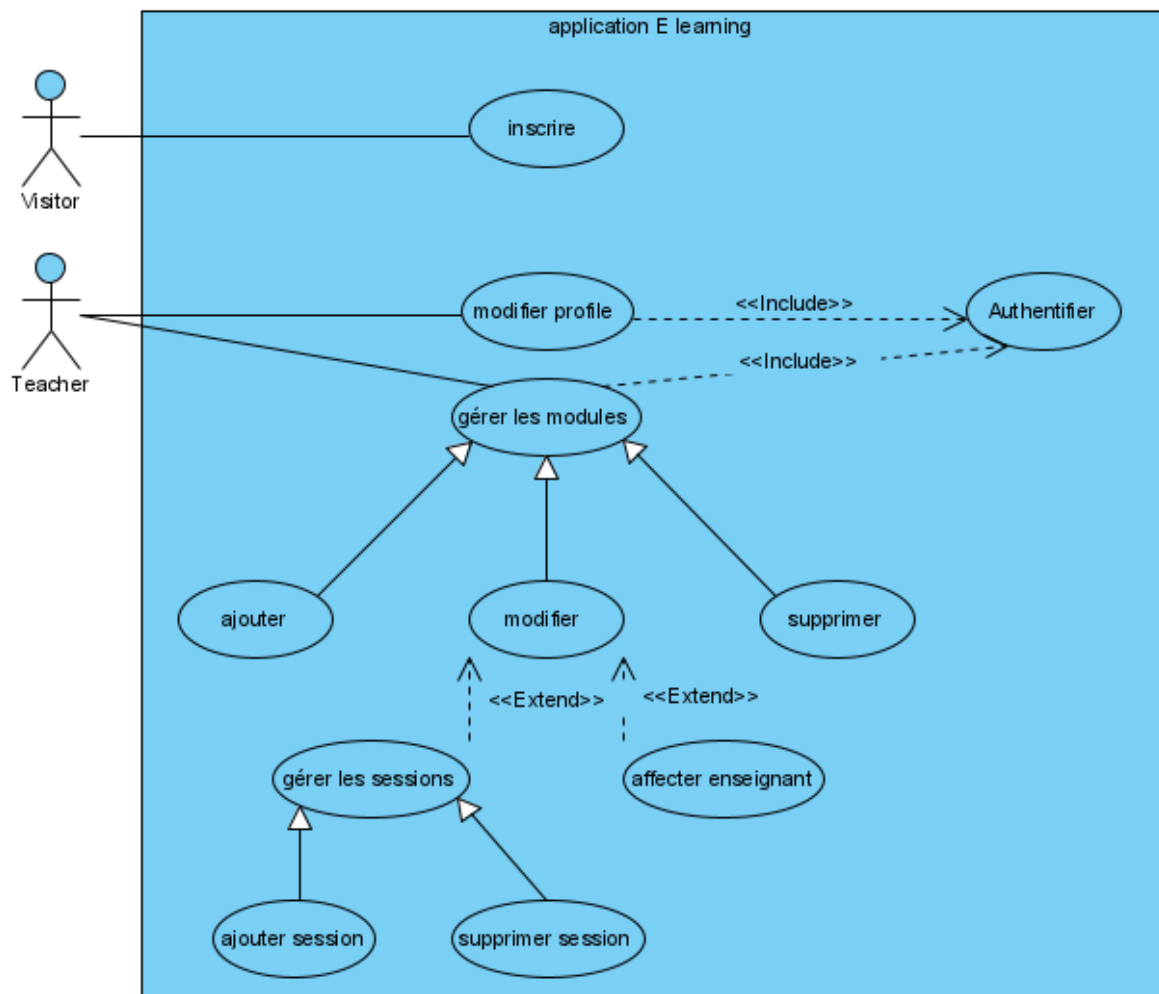 application E learning
inscrire
Visitor
modifier profile
<<Include>>
Authentifier
<<Include>>
Teacher
gérer les modules
ajouter
modifier
supprimer
<<Extend>>
<<Extend>>
gérer les sessions
affecter enseignant
ajouter session
supprimer session